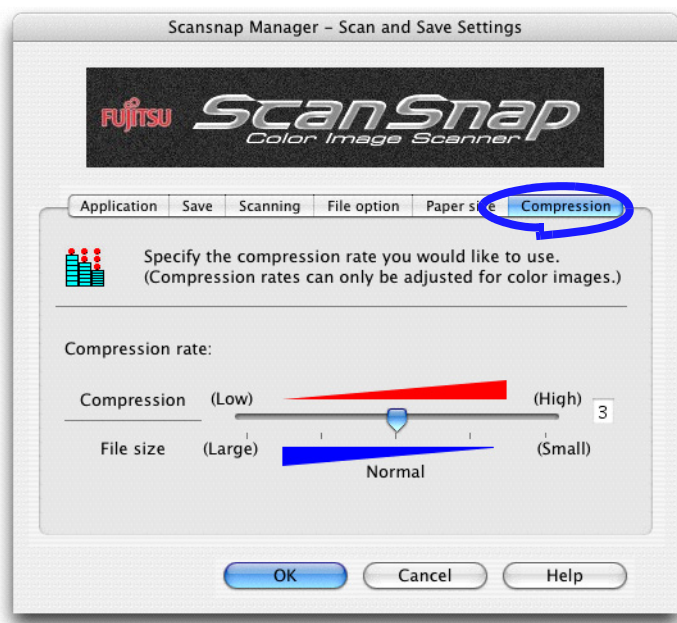 Scansnap Manager – Scan and Save Settings
FUJITSU ScanSnap
Color Image Scanner
Application Save Scanning File option Paper size Compression
Specify the compression rate you would like to use.
(Compression rates can only be adjusted for color images.)
Compression rate:
Compression (Low) (High) 3
File size (Large) (Small)
Normal
OK Cancel Help